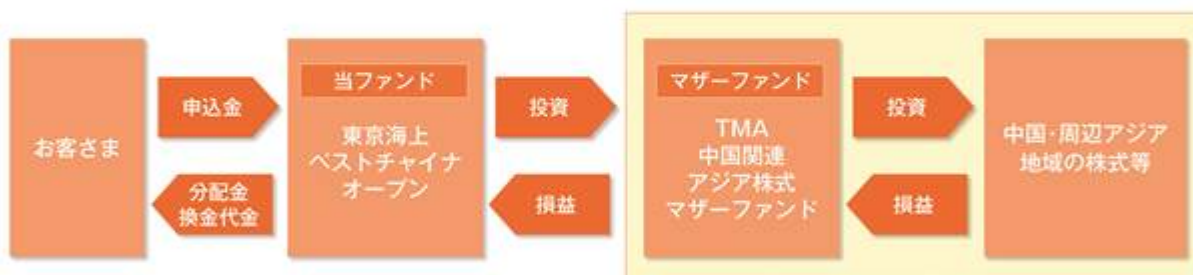 お客さま
申込金
分配金
換金代金
当ファンド
東京海上
ベストチャイナ
オープン
投資
損益
マザーファンド
TMA
中国関連
アジア株式
マザーファンド
投資
損益
中国・周辺アジア
地域の株式等